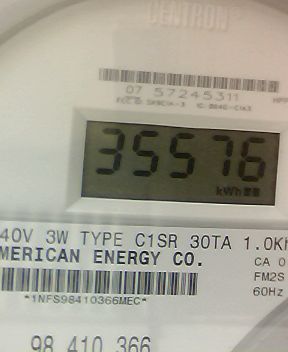 CENTRON
07 57245311
35576
kWh
40V 3W TYPE C1SR 30TA 1.0Kh
MERICAN ENERGY CO.
CA 0
FM2S
60Hz
*1NFS98410366MEC*
98 410 366